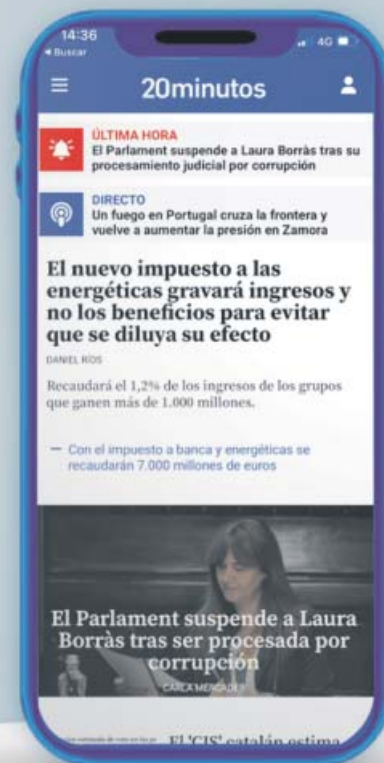 14:36
4G
Buscar
20minutos
ÚLTIMA HORA
El Parlament suspende a Laura Borràs tras su
procesamiento judicial por corrupción
DIRECTO
Un fuego en Portugal cruza la frontera y
vuelve a aumentar la presión en Zamora
El nuevo impuesto a las
energéticas gravará ingresos y
no los beneficios para evitar
que se diluya su efecto
DANIEL RÍOS
Recaudará el 1,2% de los ingresos de los grupos
que ganen más de 1.000 millones.
— Con el impuesto a banca y energéticas se
recaudarán 7.000 millones de euros
El Parlament suspende a Laura
Borràs tras ser procesada por
corrupción
El 'CIS' catalán estima